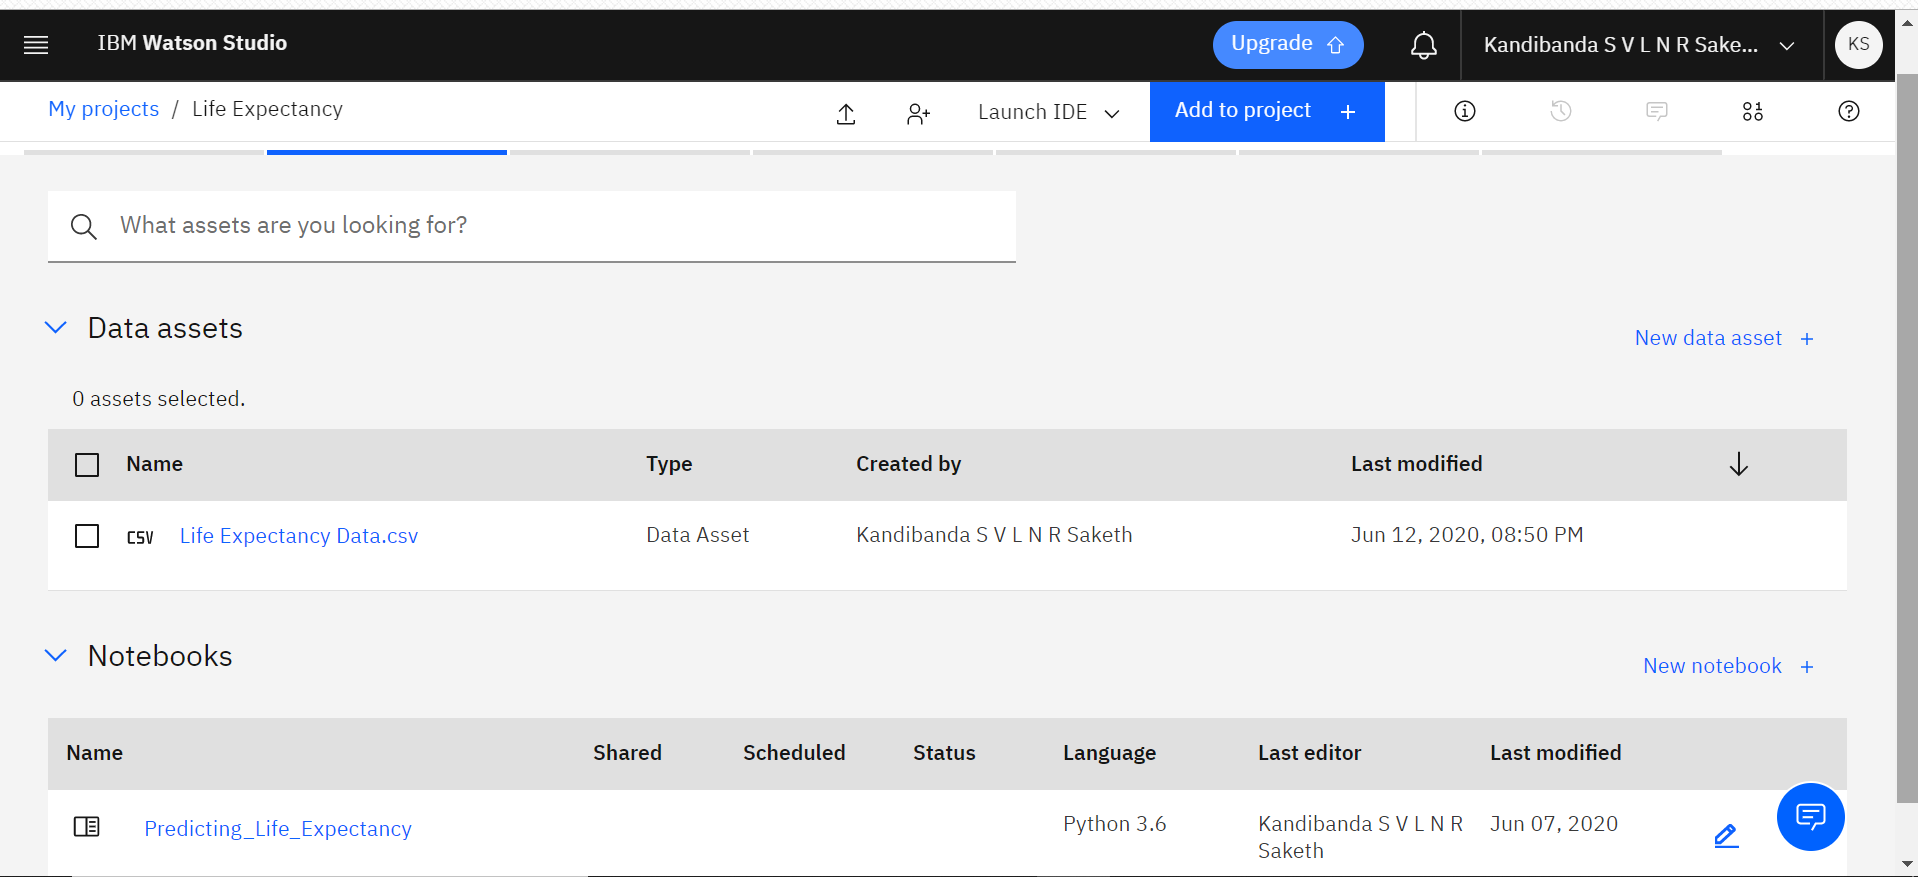 IBM Watson Studio
Upgrade
Kandibanda S V L N R Sake...
KS
My projects / Life Expectancy
Launch IDE
Add to project +
What assets are you looking for?
Data assets
New data asset +
0 assets selected.
Name Type Created by Last modified
CSV Life Expectancy Data.csv Data Asset Kandibanda S V L N R Saketh Jun 12, 2020, 08:50 PM
Notebooks
New notebook +
Name Shared Scheduled Status Language Last editor Last modified
Predicting_Life_Expectancy Python 3.6 Kandibanda S V L N R Jun 07, 2020
Saketh